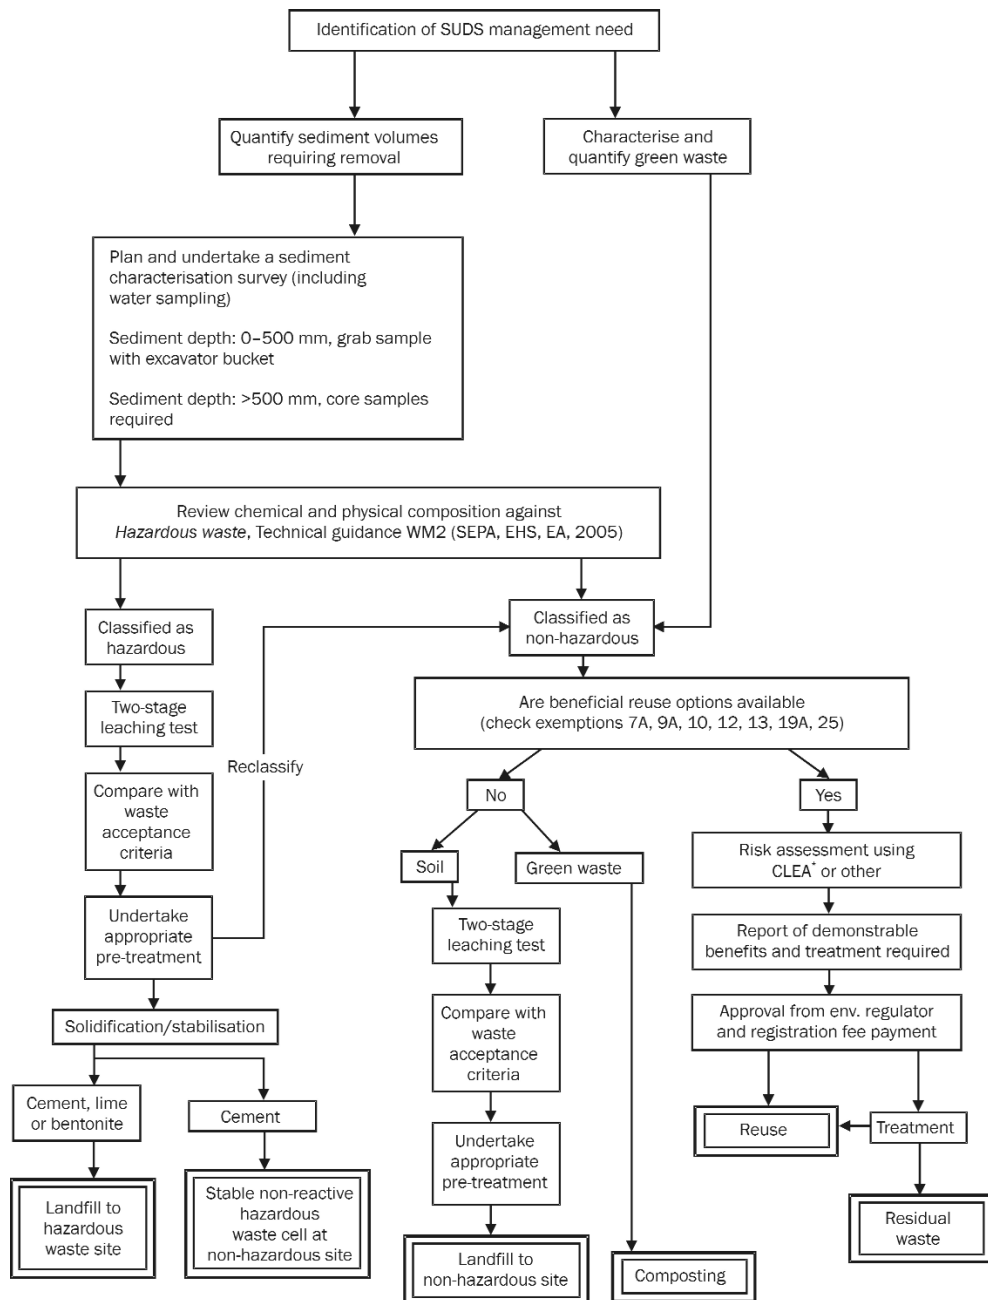 Identification of SUDS management need
Quantify sediment volumes
requiring removal
Characterise and
quantify green waste
Plan and undertake a sediment
characterisation survey (including
water sampling)
Sediment depth: 0–500 mm, grab sample
with excavator bucket
Sediment depth: >500 mm, core samples
required
Review chemical and physical composition against
Hazardous waste, Technical guidance WM2 (SEPA, EHS, EA, 2005)
Classified as
hazardous
Classified as
non-hazardous
Two-stage
leaching test
Are beneficial reuse options available
(check exemptions 7A, 9A, 10, 12, 13, 19A, 25)
Reclassify
Compare with
waste
acceptance
criteria
No
Yes
Soil
Green waste
Risk assessment using
CLEA+ or other
Undertake
appropriate
pre-treatment
Two-stage
leaching test
Report of demonstrable
benefits and treatment required
Solidification/stabilisation
Compare with
waste
acceptance
criteria
Approval from env. regulator
and registration fee payment
Cement, lime
or bentonite
Cement
Undertake
appropriate
pre-treatment
Reuse
Treatment
Landfill to
hazardous
waste site
Stable non-reactive
hazardous
waste cell at
non-hazardous site
Landfill to
non-hazardous site
Composting
Residual
waste